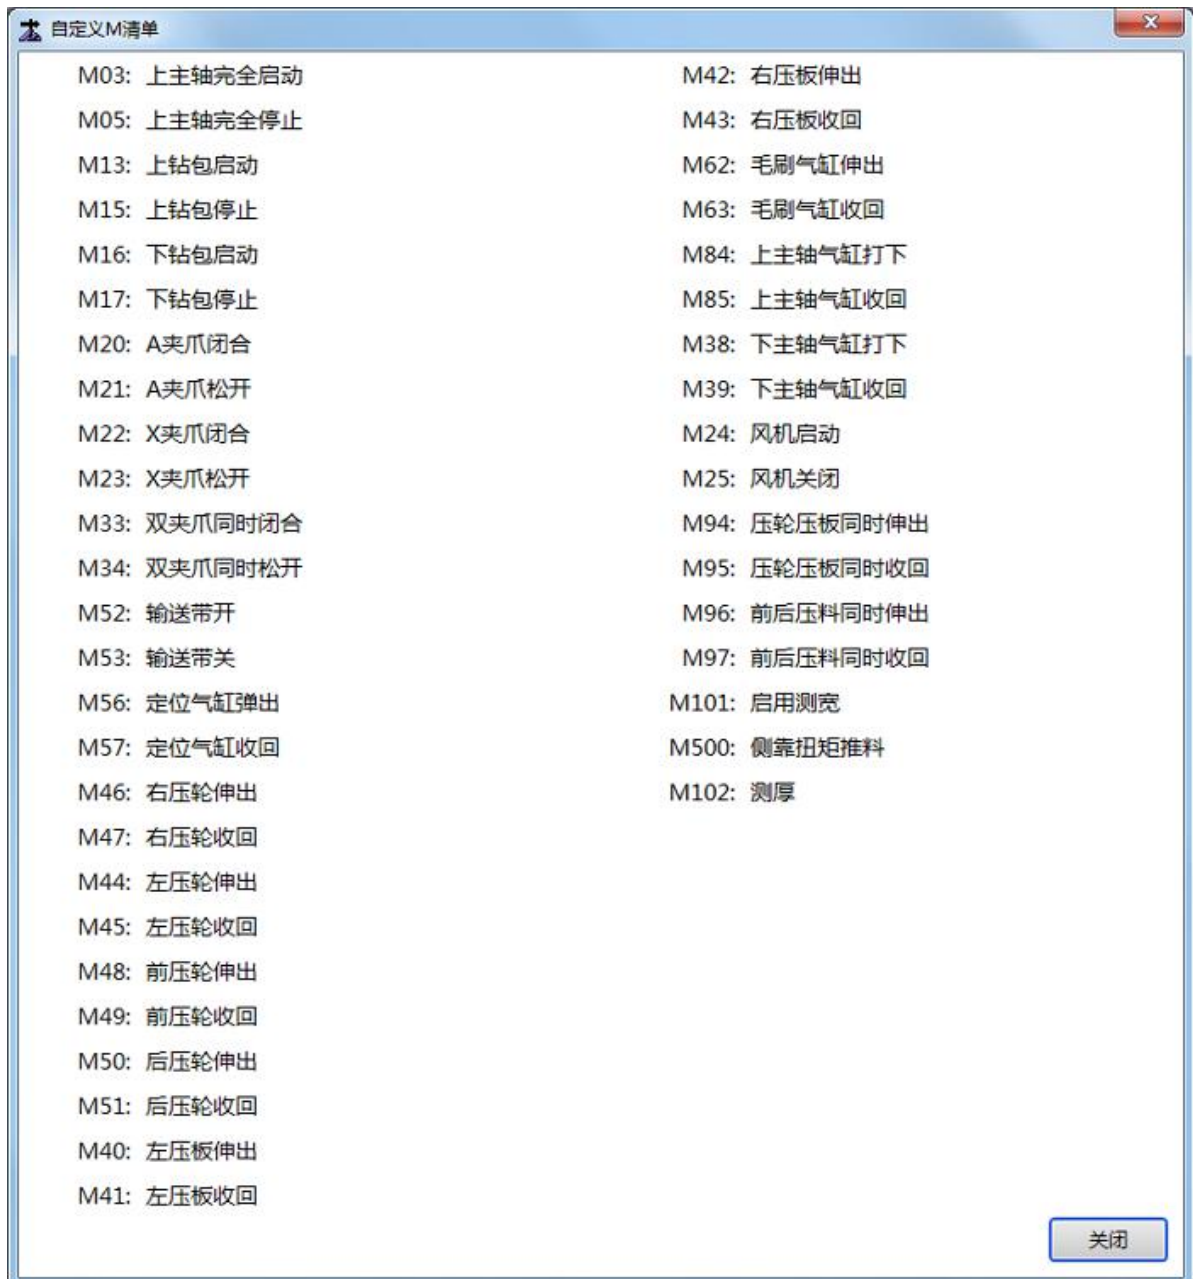 自定义M清单
M03: 上主轴完全启动
M05: 上主轴完全停止
M13: 上钻包启动
M15: 上钻包停止
M16: 下钻包启动
M17: 下钻包停止
M20: A夹爪闭合
M21: A夹爪松开
M22: X夹爪闭合
M23: X夹爪松开
M33: 双夹爪同时闭合
M34: 双夹爪同时松开
M52: 输送带开
M53: 输送带关
M56: 定位气缸弹出
M57: 定位气缸收回
M46: 右压轮伸出
M47: 右压轮收回
M44: 左压轮伸出
M45: 左压轮收回
M48: 前压轮伸出
M49: 前压轮收回
M50: 后压轮伸出
M51: 后压轮收回
M40: 左压板伸出
M41: 左压板收回
M42: 右压板伸出
M43: 右压板收回
M62: 毛刷气缸伸出
M63: 毛刷气缸收回
M84: 上主轴气缸打下
M85: 上主轴气缸收回
M38: 下主轴气缸打下
M39: 下主轴气缸收回
M24: 风机启动
M25: 风机关闭
M94: 压轮压板同时伸出
M95: 压轮压板同时收回
M96: 前后压料同时伸出
M97: 前后压料同时收回
M101: 启用测宽
M500: 侧靠扭矩推料
M102: 测厚
关闭